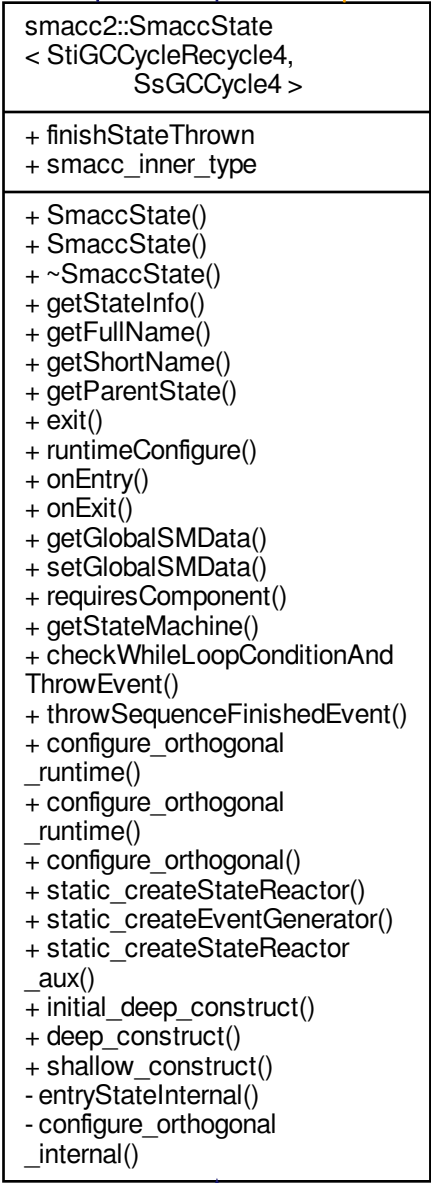 smacc2::SmaccState
< StiGCCycleRecycle4,
SsGCCycle4 >
+ finishStateThrown
+ smacc_inner_type
+ SmaccState()
+ SmaccState()
+ ~SmaccState()
+ getStateInfo()
+ getFullName()
+ getShortName()
+ getParentState()
+ exit()
+ runtimeConfigure()
+ onEntry()
+ onExit()
+ getGlobalSMData()
+ setGlobalSMData()
+ requiresComponent()
+ getStateMachine()
+ checkWhileLoopConditionAnd
ThrowEvent()
+ throwSequenceFinishedEvent()
+ configure_orthogonal
_runtime()
+ configure_orthogonal
_runtime()
+ configure_orthogonal()
+ static_createStateReactor()
+ static_createEventGenerator()
+ static_createStateReactor
_aux()
+ initial_deep_construct()
+ deep_construct()
+ shallow_construct()
- entryStateInternal()
- configure_orthogonal
_internal()